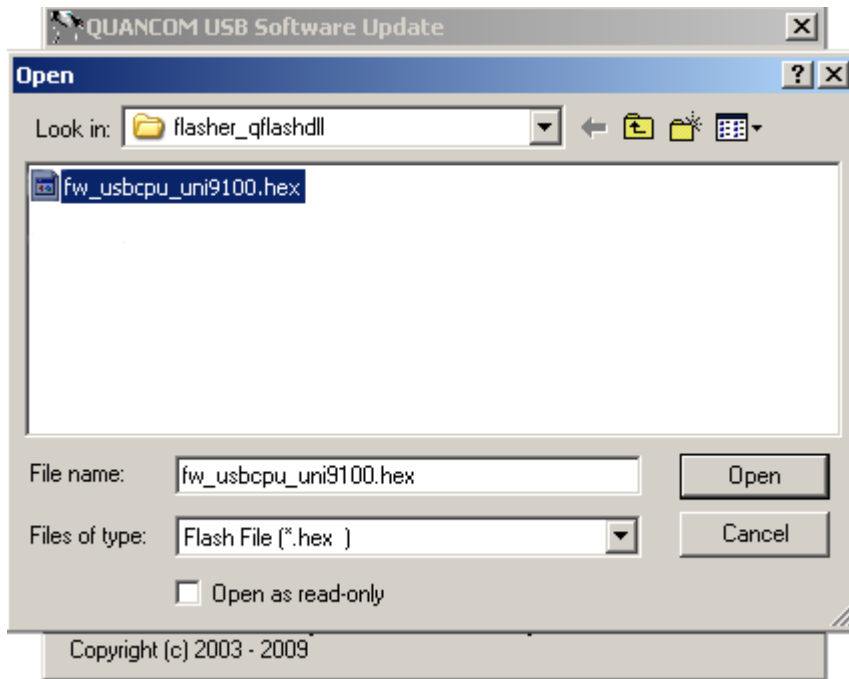 QUANCOM USB Software Update
Open
Look in: flasher_qflashdll
fw_usbcpu_uni9100.hex
File name: fw_usbcpu_uni9100.hex Open
Files of type: Flash File (*.hex ) Cancel
Open as read-only
Copyright (c) 2003 - 2009